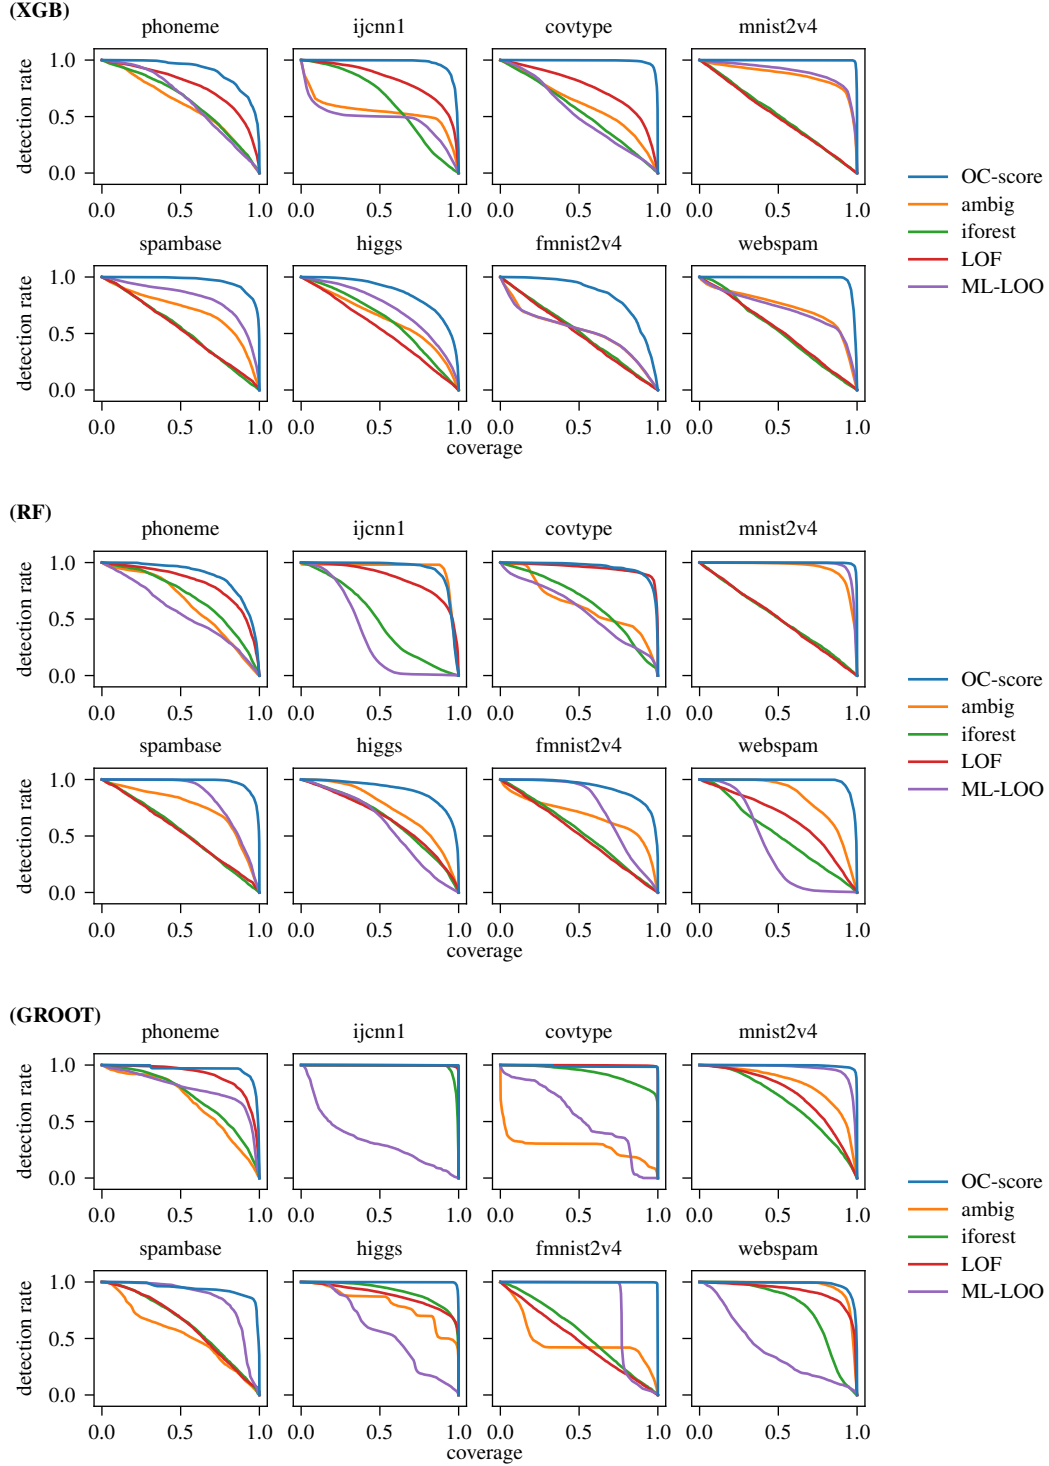 (XGB)
phoneme ijcnn1 covtype mnist2v4
detection rate
1.0
0.5
0.0
0.0 0.5 1.0 0.0 0.5 1.0 0.0 0.5 1.0 0.0 0.5 1.0
spambase higgs fmnist2v4 webspam
detection rate
1.0
0.5
0.0
0.0 0.5 1.0 0.0 0.5 1.0 0.0 0.5 1.0 0.0 0.5 1.0
coverage
OC-score
ambig
iforest
LOF
ML-LOO
(RF)
phoneme ijcnn1 covtype mnist2v4
detection rate
1.0
0.5
0.0
0.0 0.5 1.0 0.0 0.5 1.0 0.0 0.5 1.0 0.0 0.5 1.0
spambase higgs fmnist2v4 webspam
detection rate
1.0
0.5
0.0
0.0 0.5 1.0 0.0 0.5 1.0 0.0 0.5 1.0 0.0 0.5 1.0
coverage
OC-score
ambig
iforest
LOF
ML-LOO
(GROOT)
phoneme ijcnn1 covtype mnist2v4
detection rate
1.0
0.5
0.0
0.0 0.5 1.0 0.0 0.5 1.0 0.0 0.5 1.0 0.0 0.5 1.0
spambase higgs fmnist2v4 webspam
detection rate
1.0
0.5
0.0
0.0 0.5 1.0 0.0 0.5 1.0 0.0 0.5 1.0 0.0 0.5 1.0
coverage
OC-score
ambig
iforest
LOF
ML-LOO